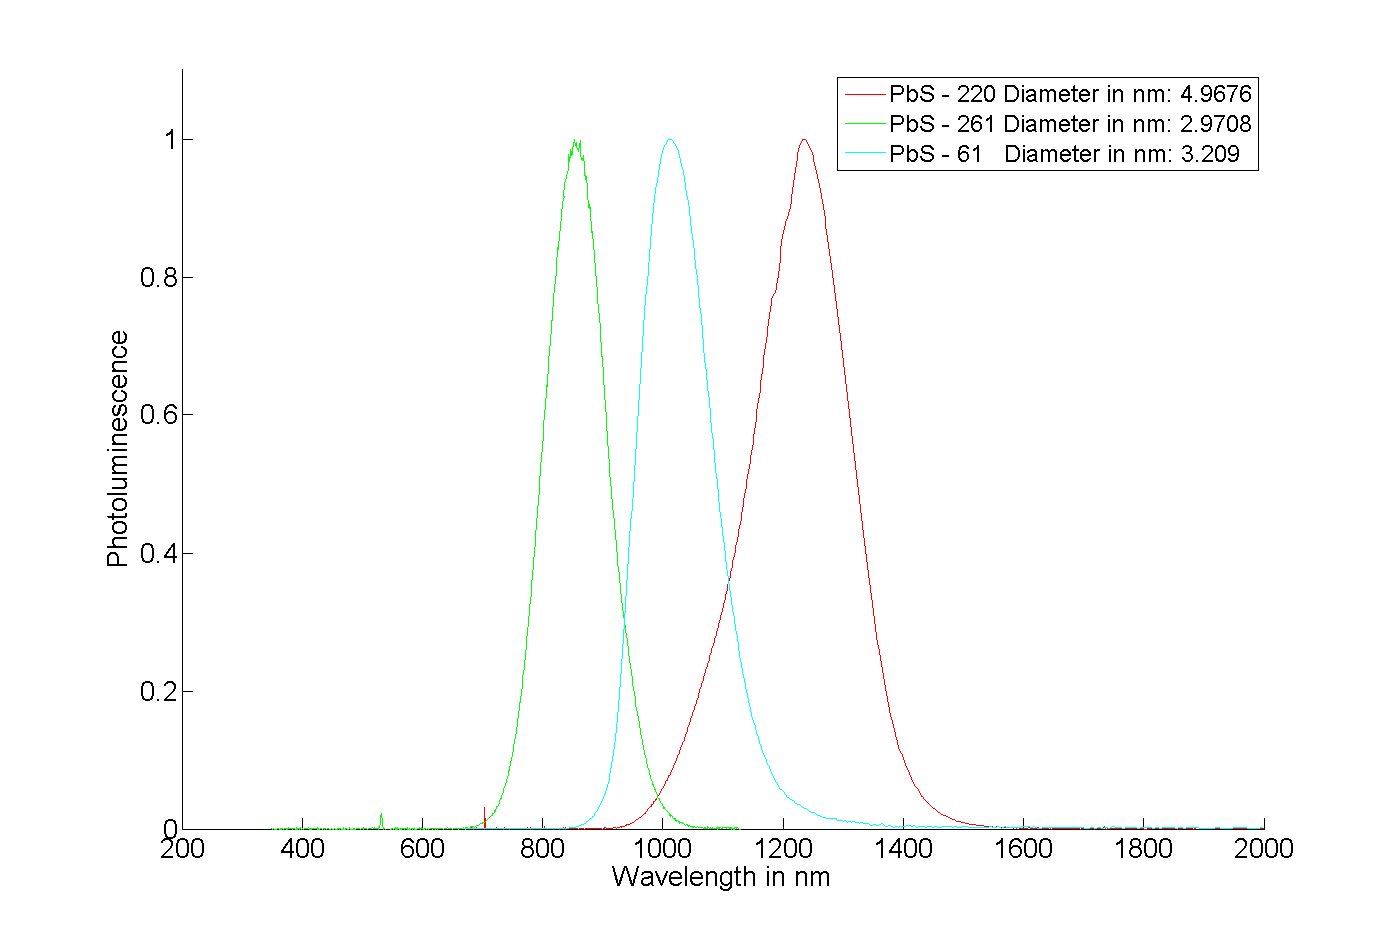 PbS - 220 Diameter in nm: 4.9676
PbS - 261 Diameter in nm: 2.9708
PbS - 61 Diameter in nm: 3.209
1
0.8
0.6
0.4
0.2
0
Photoluminescence
200 400 600 800 1000 1200 1400 1600 1800 2000
Wavelength in nm